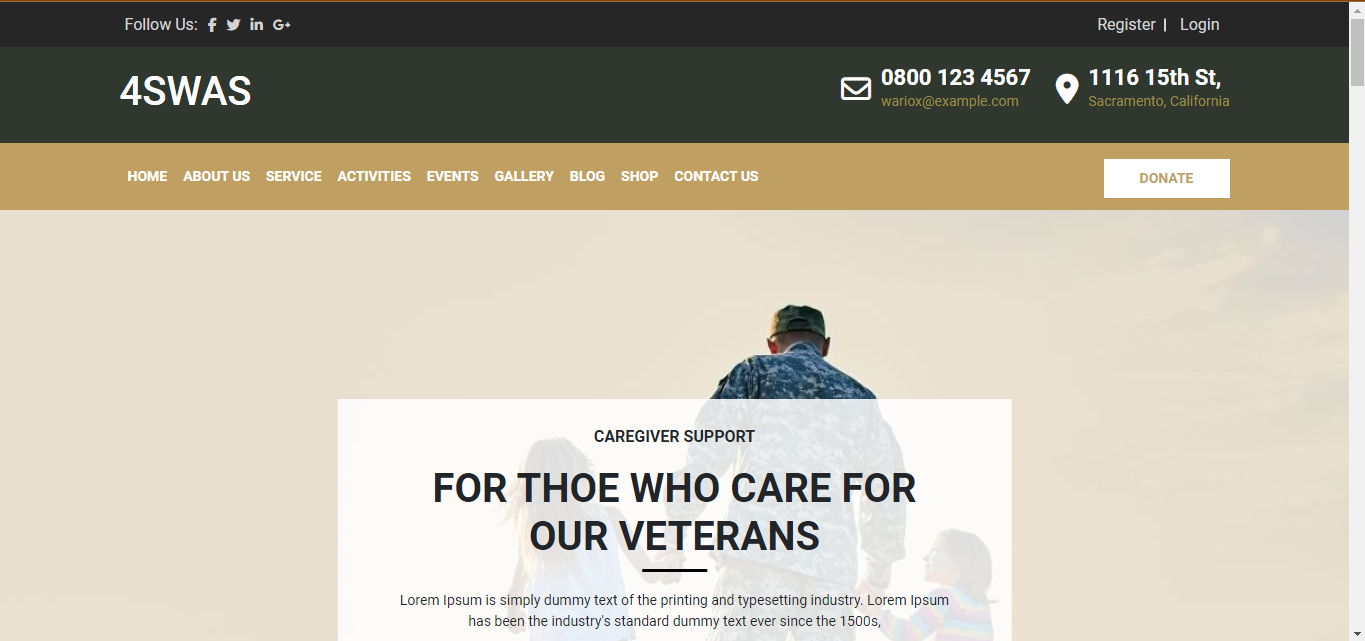 Follow Us:
Register | Login
4SWAS
0800 123 4567
wariox@example.com
1116 15th St,
Sacramento, California
HOME ABOUT US SERVICE ACTIVITIES EVENTS GALLERY BLOG SHOP CONTACT US
DONATE
CAREGIVER SUPPORT
FOR THOE WHO CARE FOR
OUR VETERANS
Lorem Ipsum is simply dummy text of the printing and typesetting industry. Lorem Ipsum
has been the industry's standard dummy text ever since the 1500s,